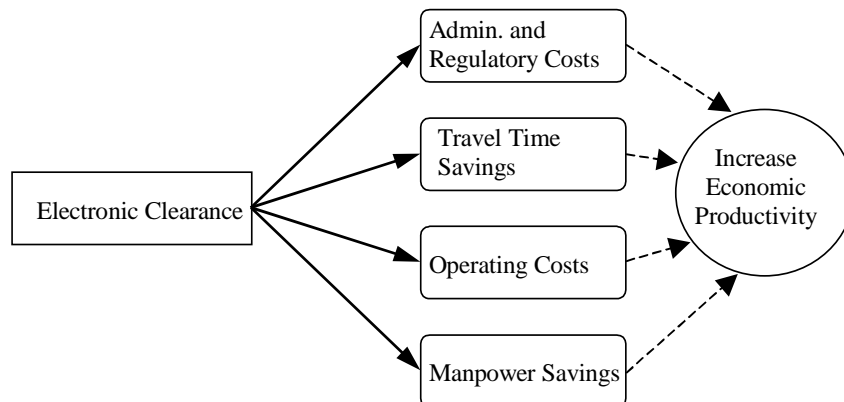 Admin. and
Regulatory Costs
Travel Time
Savings
Increase
Economic
Productivity
Electronic Clearance
Operating Costs
Manpower Savings